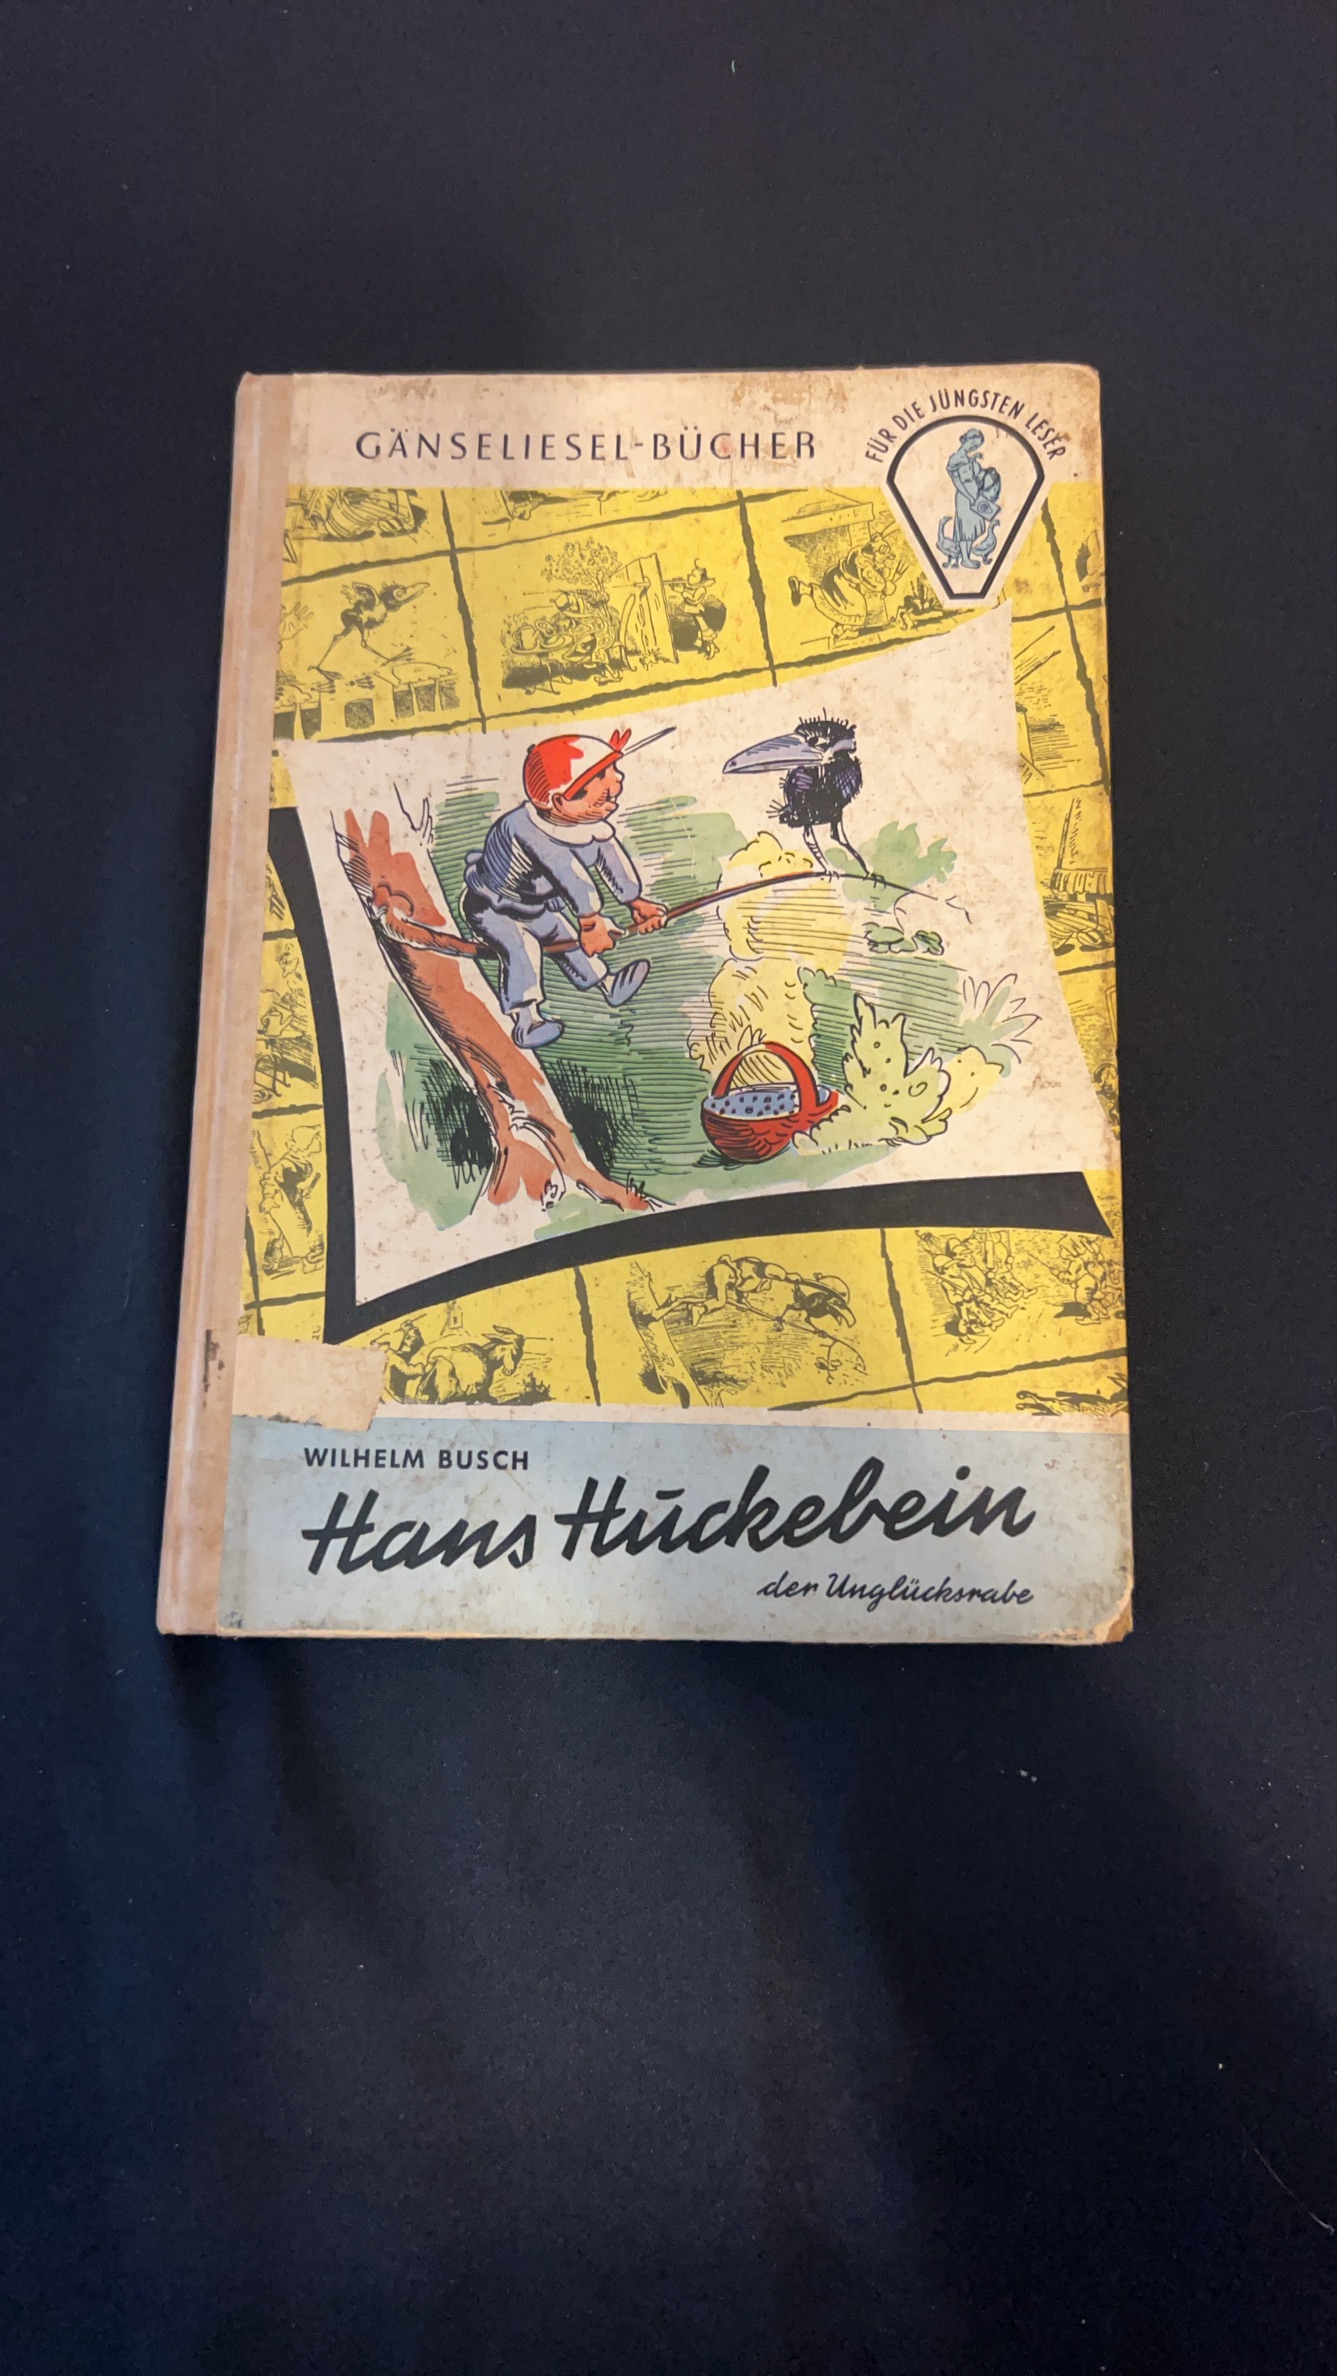 GÄNSELIESEL-BÜCHER
FÜR DIE JÜNGSTEN LESER
WILHELM BUSCH
Hans Huckebein
der Unglücksrabe